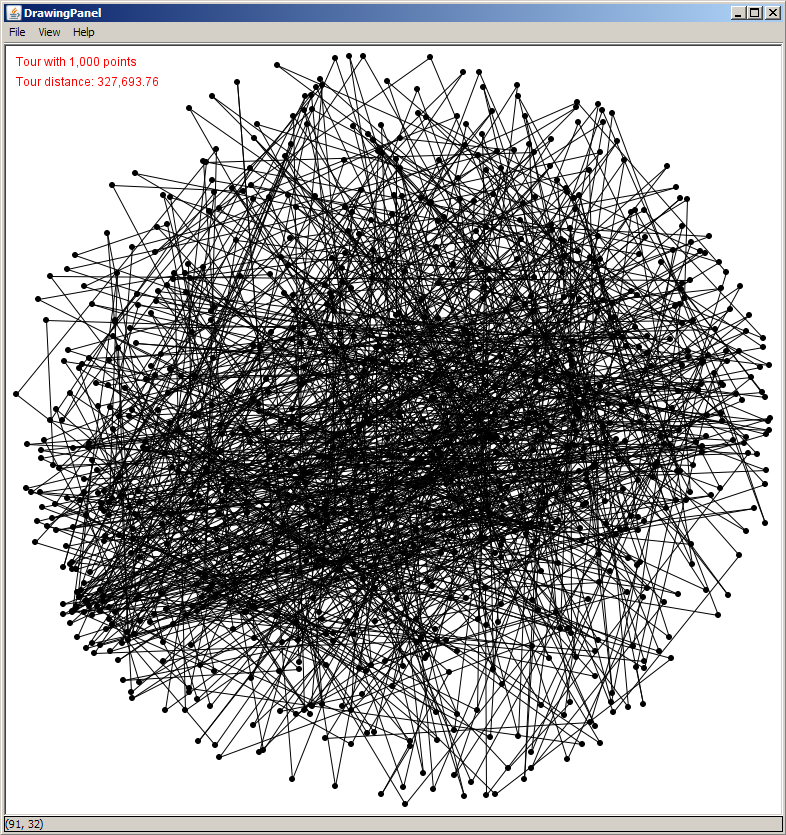 DrawingPanel
File View Help
Tour with 1,000 points
Tour distance: 327,693.76
(91, 32)